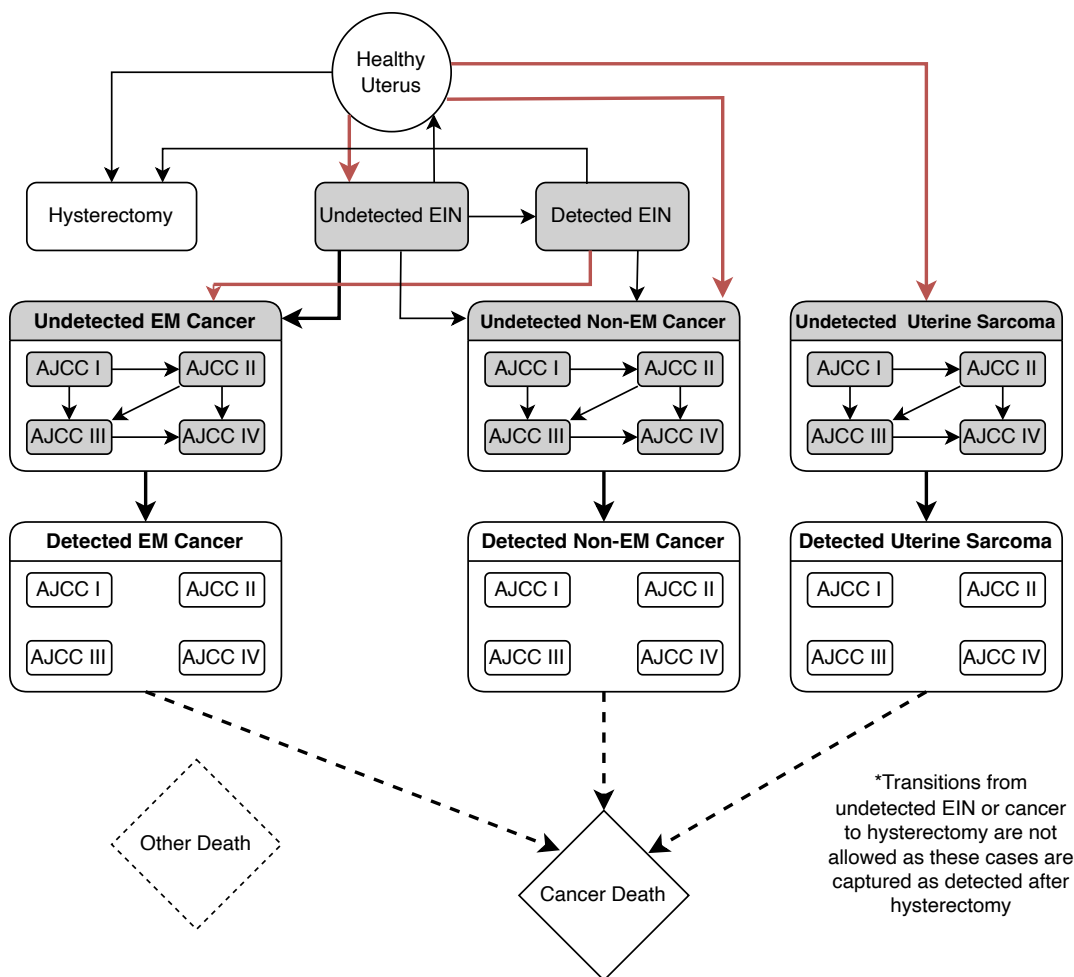 Healthy
Uterus
Hysterectomy
Undetected EIN
Detected EIN
Undetected EM Cancer
AJCC I
AJCC II
AJCC III
AJCC IV
Undetected Non-EM Cancer
AJCC I
AJCC II
AJCC III
AJCC IV
Undetected Uterine Sarcoma
AJCC I
AJCC II
AJCC III
AJCC IV
Detected EM Cancer
AJCC I
AJCC II
AJCC III
AJCC IV
Detected Non-EM Cancer
AJCC I
AJCC II
AJCC III
AJCC IV
Detected Uterine Sarcoma
AJCC I
AJCC II
AJCC III
AJCC IV
Other Death
Cancer Death
*Transitions from
undetected EIN or cancer
to hysterectomy are not
allowed as these cases are
captured as detected after
hysterectomy